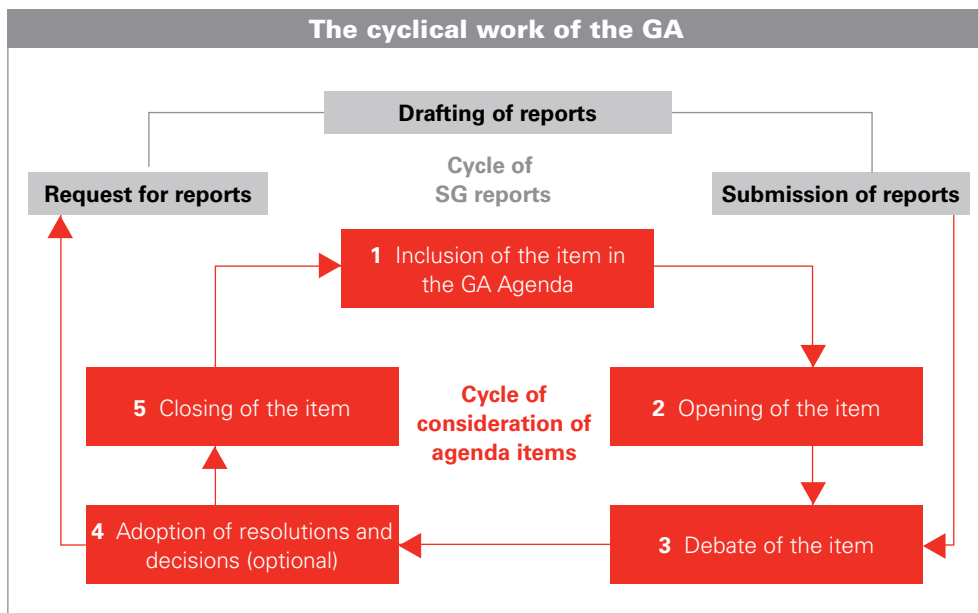 The cyclical work of the GA
Drafting of reports
Cycle of
SG reports
Request for reports
Submission of reports
1 Inclusion of the item in
the GA Agenda
5 Closing of the item
Cycle of
consideration of
agenda items
2 Opening of the item
4 Adoption of resolutions and
decisions (optional)
3 Debate of the item